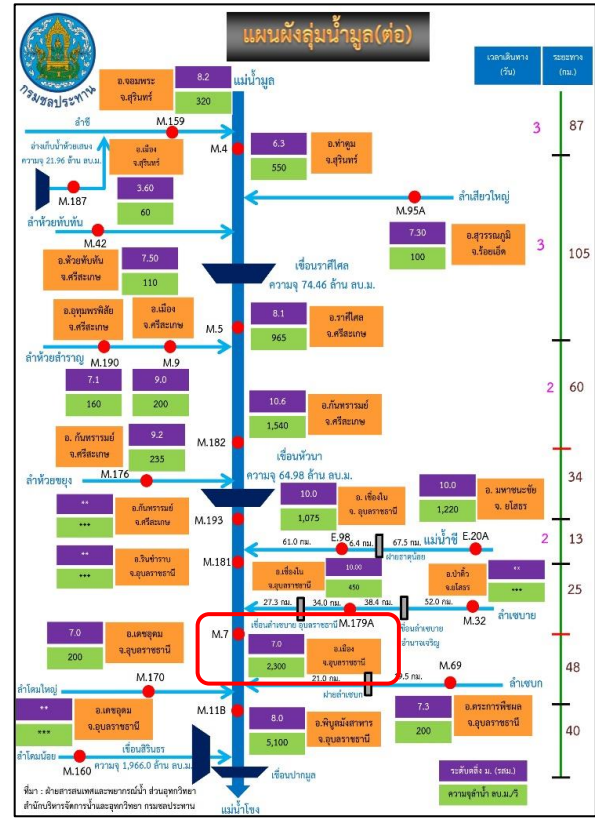 แผนผังลุ่มน้ำมูล(ต่อ)
กรมชลประทาน
เวลาเดินทาง
(วัน)
ระยะทาง
(กม.)
อ.จอมพระ
จ.สุรินทร์
8.2
320
แม่น้ำมูล
ลำชี
M.159
อ่างเก็บน้ำห้วยเสนง
ความจุ 21.96 ล้าน ลบ.ม.
M.187
อ.เมือง
จ.สุรินทร์
3.60
60
M.4
6.3
550
อ.ท่าตูม
จ.สุรินทร์
3
87
ลำเสียวใหญ่
M.95A
7.30
100
อ.สุวรรณภูมิ
จ.ร้อยเอ็ด
3
105
ลำห้วยทับทัน
M.42
อ.ห้วยทับทัน
จ.ศรีสะเกษ
7.50
110
เขื่อนราศีไศล
ความจุ 74.46 ล้าน ลบ.ม.
อ.อุทุมพรพิสัย
จ.ศรีสะเกษ
อ.เมือง
จ.ศรีสะเกษ
M.5
8.1
965
อ.ราศีไศล
จ.ศรีสะเกษ
ลำห้วยสำราญ
M.190
M.9
7.1
160
9.0
200
2
60
10.6
1,540
อ.กันทรารมย์
จ.ศรีสะเกษ
M.182
อ. กันทรารมย์
จ.ศรีสะเกษ
9.2
235
เขื่อนหัวนา
ความจุ 64.98 ล้าน ลบ.ม.
ลำห้วยขยุง
M.176
34
**
***
อ.กันทรารมย์
จ.ศรีสะเกษ
M.193
10.0
1,075
อ. เขื่องใน
จ. อุบลราชธานี
10.0
1,220
อ. มหาชนะชัย
จ. ยโสธร
61.0 กม.
E.98
6.4 กม.
67.5 กม.
แม่น้ำชี
E.20A
ฝายธาตุน้อย
2
13
**
***
อ.วารินชำราบ
จ.อุบลราชธานี
M.181
อ.เขื่องใน
จ.อุบลราชธานี
10.00
450
อ.ป่าติ้ว
จ.ยโสธร
**
***
25
27.3 กม.
34.0 กม.
38.4 กม.
52.0 กม.
ลำเซบาย
เขื่อนลำเซบาย อุบลราชธานี
M.179A
เขื่อนลำเซบาย
อำนาจเจริญ
M.32
M.7
7.0
2,300
อ.เมือง
จ.อุบลราชธานี
7.0
200
อ.เดชอุดม
จ.อุบลราชธานี
M.69
ลำเซบก
21.0 กม.
ฝายลำเซบก
48
ลำโดมใหญ่
M.170
**
***
อ.เดชอุดม
จ.อุบลราชธานี
M.11B
8.0
5,100
อ.พิบูลมังสาหาร
จ.อุบลราชธานี
7.3
200
อ.ตระการพืชผล
จ.อุบลราชธานี
40
ลำโดมน้อย
M.160
เขื่อนสิรินธร
ความจุ 1,966.0 ล้าน ลบ.ม.
เขื่อนปากมูล
แม่น้ำโขง
ระดับตลิ่ง ม. (รสม.)
ความจุลำน้ำ ลบ.ม./วิ
ที่มา : ฝ่ายสารสนเทศและพยากรณ์น้ำ ส่วนอุทกวิทยา
สำนักบริหารจัดการน้ำและอุทกวิทยา กรมชลประทาน